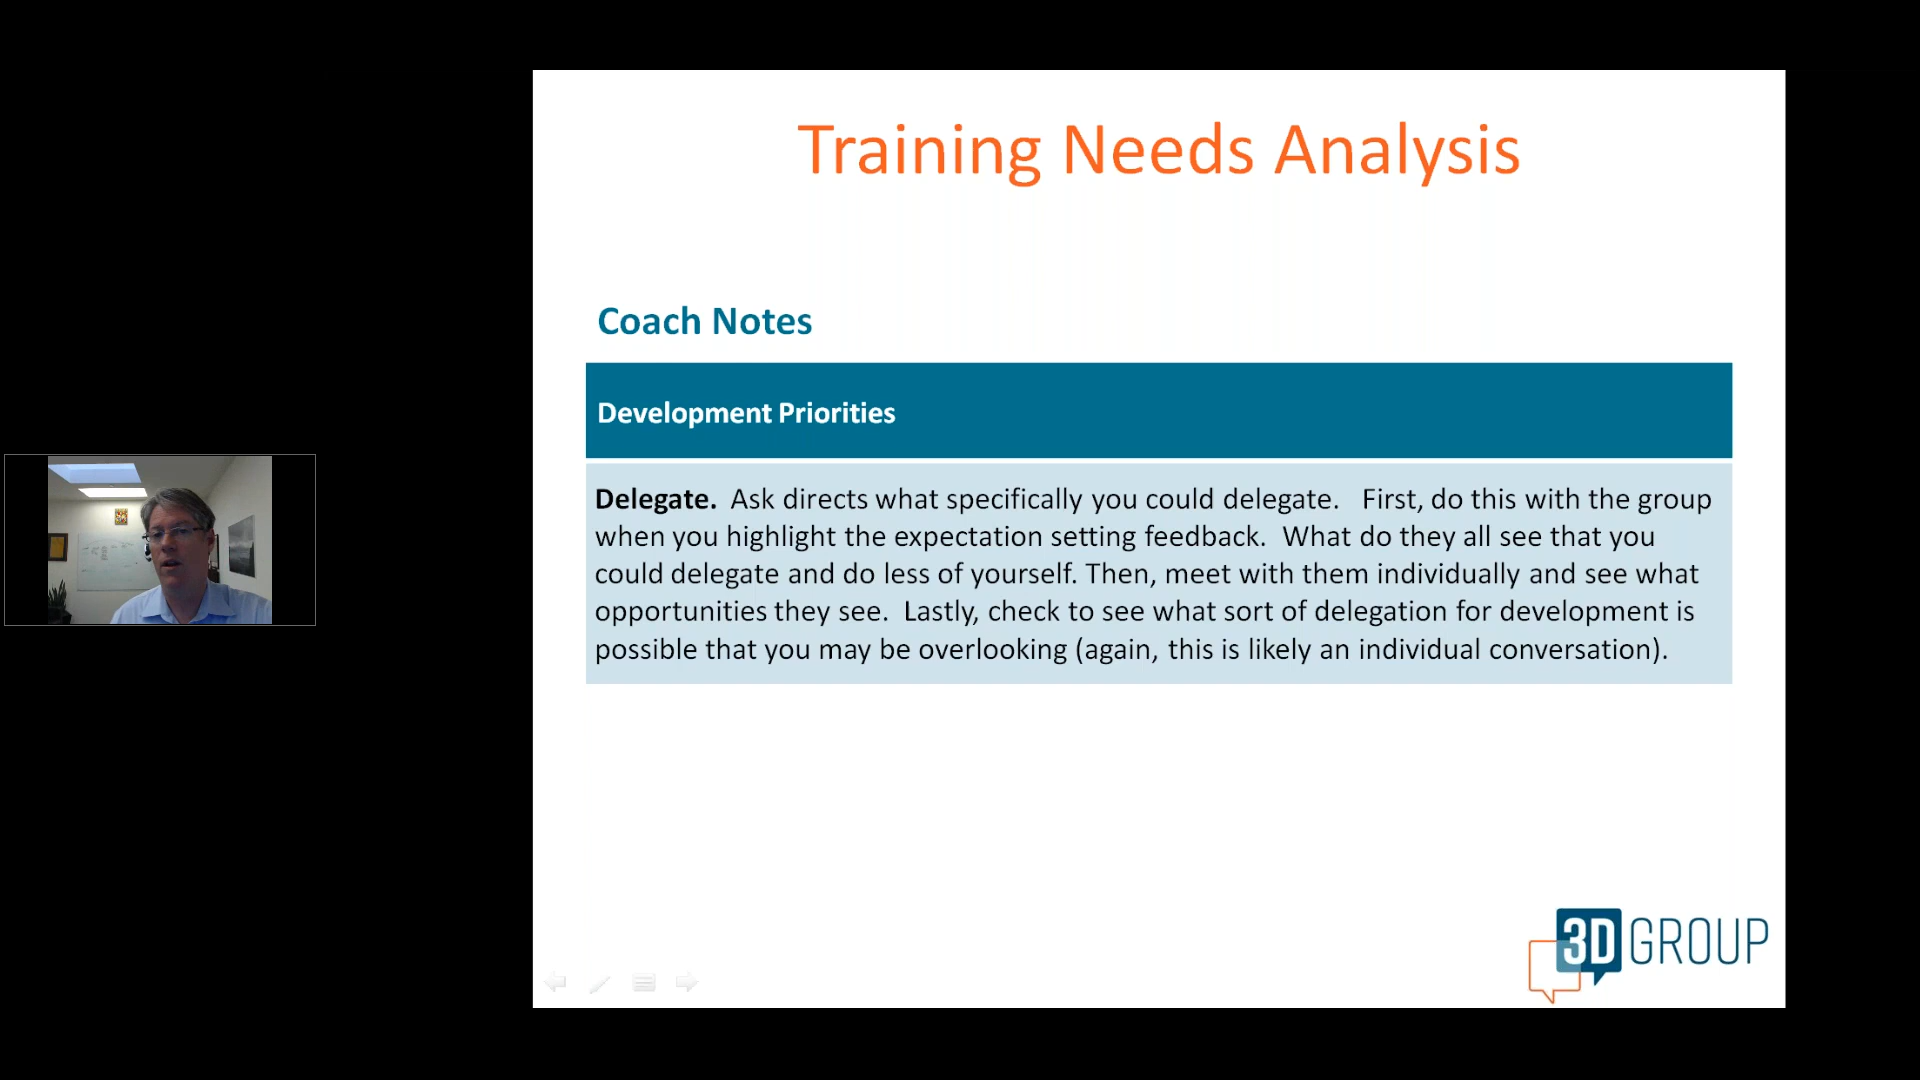 Training Needs Analysis
Coach Notes
Development Priorities
Delegate.  Ask directs what specifically you could delegate.   First, do this with the group
when you highlight the expectation setting feedback.  What do they all see that you
could delegate and do less of yourself. Then, meet with them individually and see what
opportunities they see.  Lastly, check to see what sort of delegation for development is
possible that you may be overlooking (again, this is likely an individual conversation).
3D GROUP